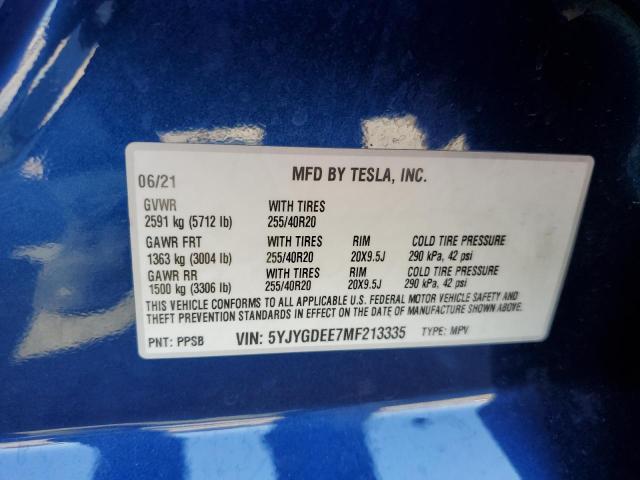 06/21 MFD BY TESLA, INC.
GVWR WITH TIRES
2591 kg (5712 lb) 255/40R20
GAWR FRT WITH TIRES RIM COLD TIRE PRESSURE
1363 kg (3004 lb) 255/40R20 20X9.5J 290 kPa, 42 psi
GAWR RR WITH TIRES RIM COLD TIRE PRESSURE
1500 kg (3306 lb) 255/40R20 20X9.5J 290 kPa, 42 psi
THIS VEHICLE CONFORMS TO ALL APPLICABLE U.S. FEDERAL MOTOR VEHICLE SAFETY AND
THEFT PREVENTION STANDARDS IN EFFECT ON THE DATE OF MANUFACTURE SHOWN ABOVE.
PNT: PPSB VIN: 5YJYGDEE7MF213335 TYPE: MPV